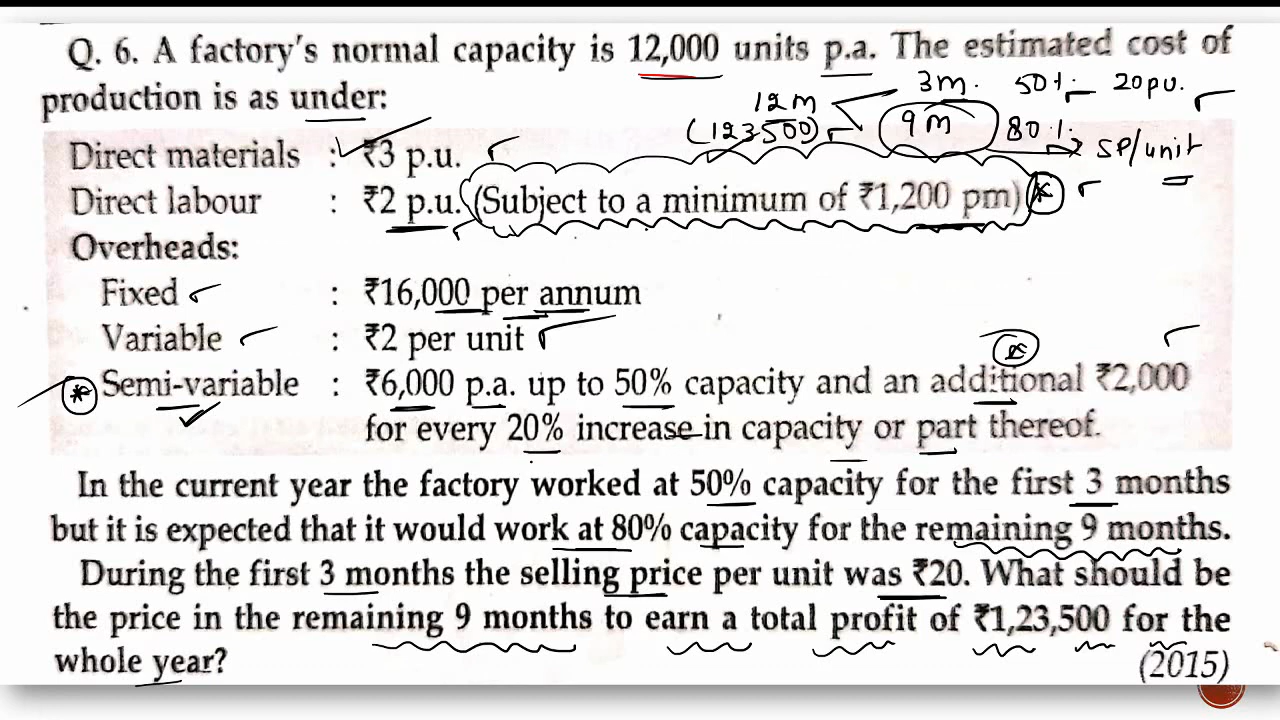 Q. 6. A factory's normal capacity is 12,000 units p.a. The estimated cost of
production is as under:
3m. 50%. 20pu.
12m
(123500) 9m 80%. → SP/unit
Direct materials : ₹3 p.u.
Direct labour : ₹2 p.u. (Subject to a minimum of ₹1,200 pm)
Overheads:
Fixed : ₹16,000 per annum
Variable : ₹2 per unit
Semi-variable : ₹6,000 p.a. up to 50% capacity and an additional ₹2,000
for every 20% increase in capacity or part thereof.
In the current year the factory worked at 50% capacity for the first 3 months
but it is expected that it would work at 80% capacity for the remaining 9 months.
During the first 3 months the selling price per unit was ₹20. What should be
the price in the remaining 9 months to earn a total profit of ₹1,23,500 for the
whole year?
(2015)